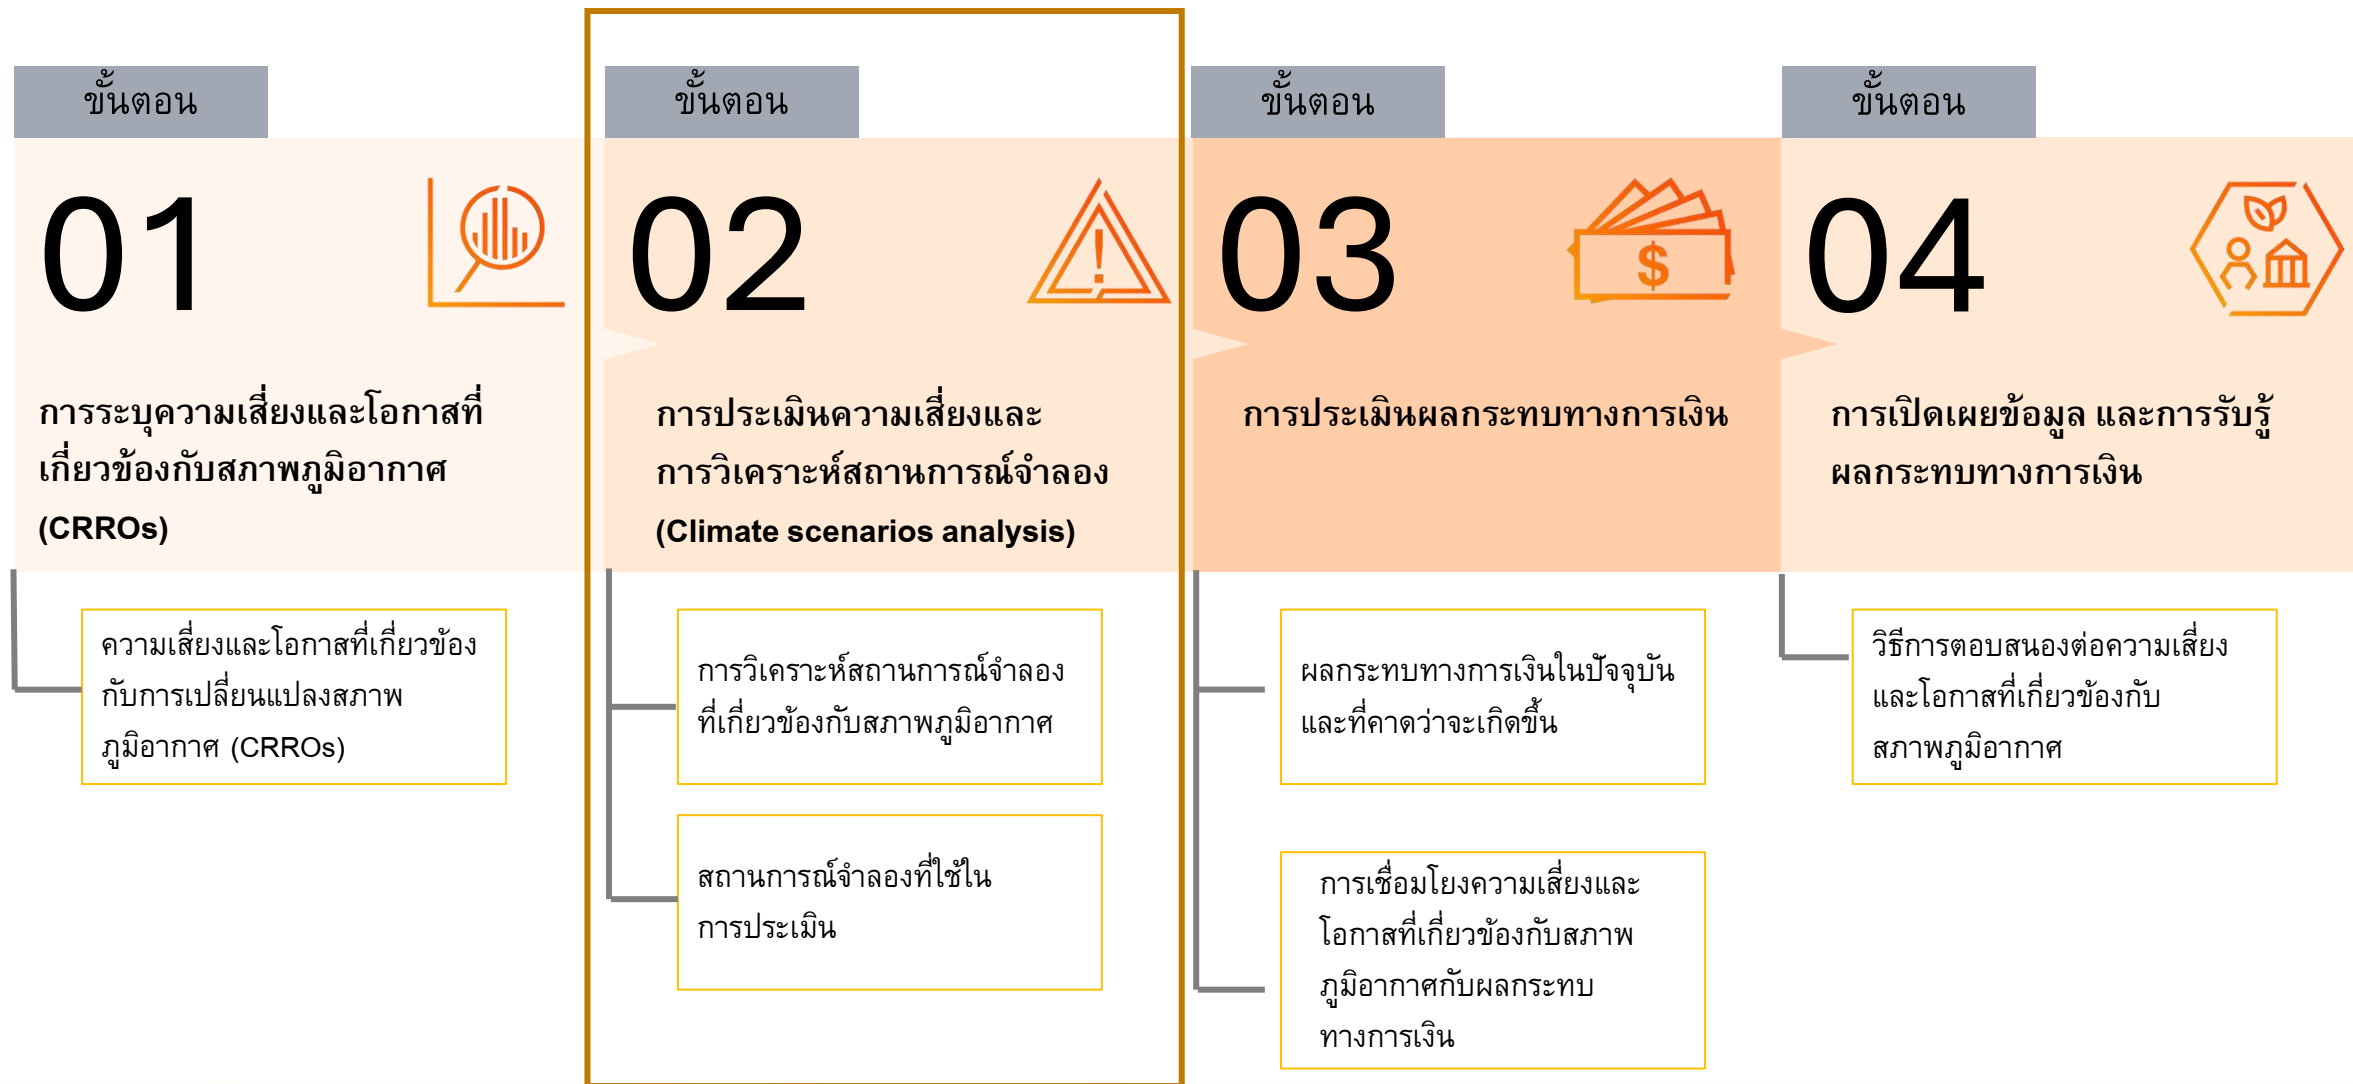 ขั้นตอน
01
การระบุความเสี่ยงและโอกาสที่
เกี่ยวข้องกับสภาพภูมิอากาศ
(CRROs)
ความเสี่ยงและโอกาสที่เกี่ยวข้อง
กับการเปลี่ยนแปลงสภาพ
ภูมิอากาศ (CRROs)
ขั้นตอน
02
การประเมินความเสี่ยงและ
การวิเคราะห์สถานการณ์จำลอง
(Climate scenarios analysis)
การวิเคราะห์สถานการณ์จำลอง
ที่เกี่ยวข้องกับสภาพภูมิอากาศ
สถานการณ์จำลองที่ใช้ใน
การประเมิน
ขั้นตอน
03
$
การประเมินผลกระทบทางการเงิน
ผลกระทบทางการเงินในปัจจุบัน
และที่คาดว่าจะเกิดขึ้น
การเชื่อมโยงความเสี่ยงและ
โอกาสที่เกี่ยวข้องกับสภาพ
ภูมิอากาศกับผลกระทบ
ทางการเงิน
ขั้นตอน
04
การเปิดเผยข้อมูล และการรับรู้
ผลกระทบทางการเงิน
วิธีการตอบสนองต่อความเสี่ยง
และโอกาสที่เกี่ยวข้องกับ
สภาพภูมิอากาศ